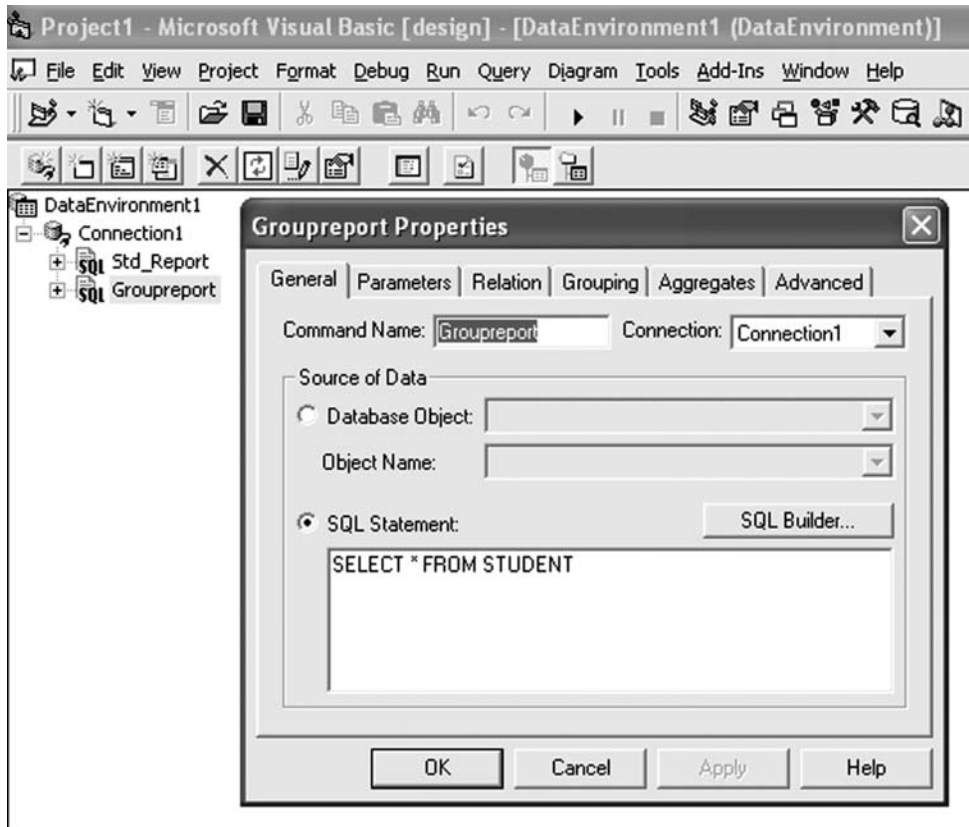 Project1 - Microsoft Visual Basic [design] - [DataEnvironment1 (DataEnvironment)]
File Edit View Project Format Debug Run Query Diagram Tools Add-Ins Window Help
DataEnvironment1
Connection1
SQL Std_Report
SQL Groupreport
Groupreport Properties
General Parameters Relation Grouping Aggregates Advanced
Command Name: Groupreport Connection: Connection1
Source of Data
Database Object:
Object Name:
SQL Statement: SQL Builder...
SELECT * FROM STUDENT
OK Cancel Apply Help